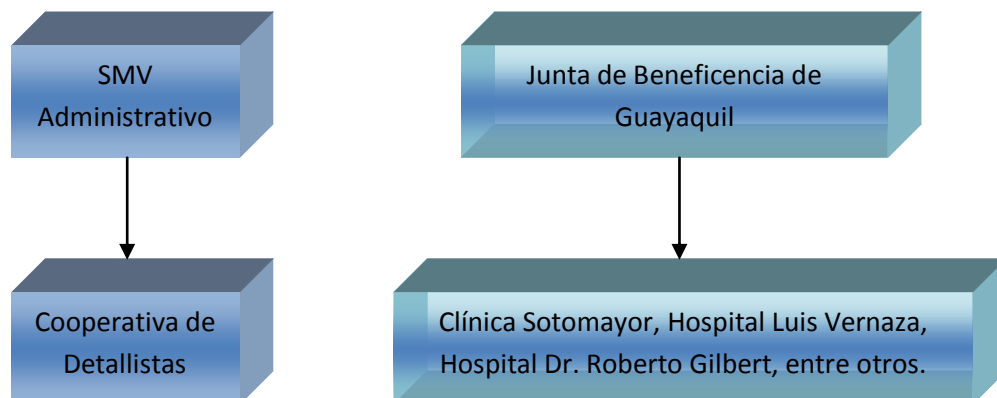 SMV
Administrativo
Junta de Beneficencia de
Guayaquil
Cooperativa de
Detallistas
Clínica Sotomayor, Hospital Luis Vernaza,
Hospital Dr. Roberto Gilbert, entre otros.